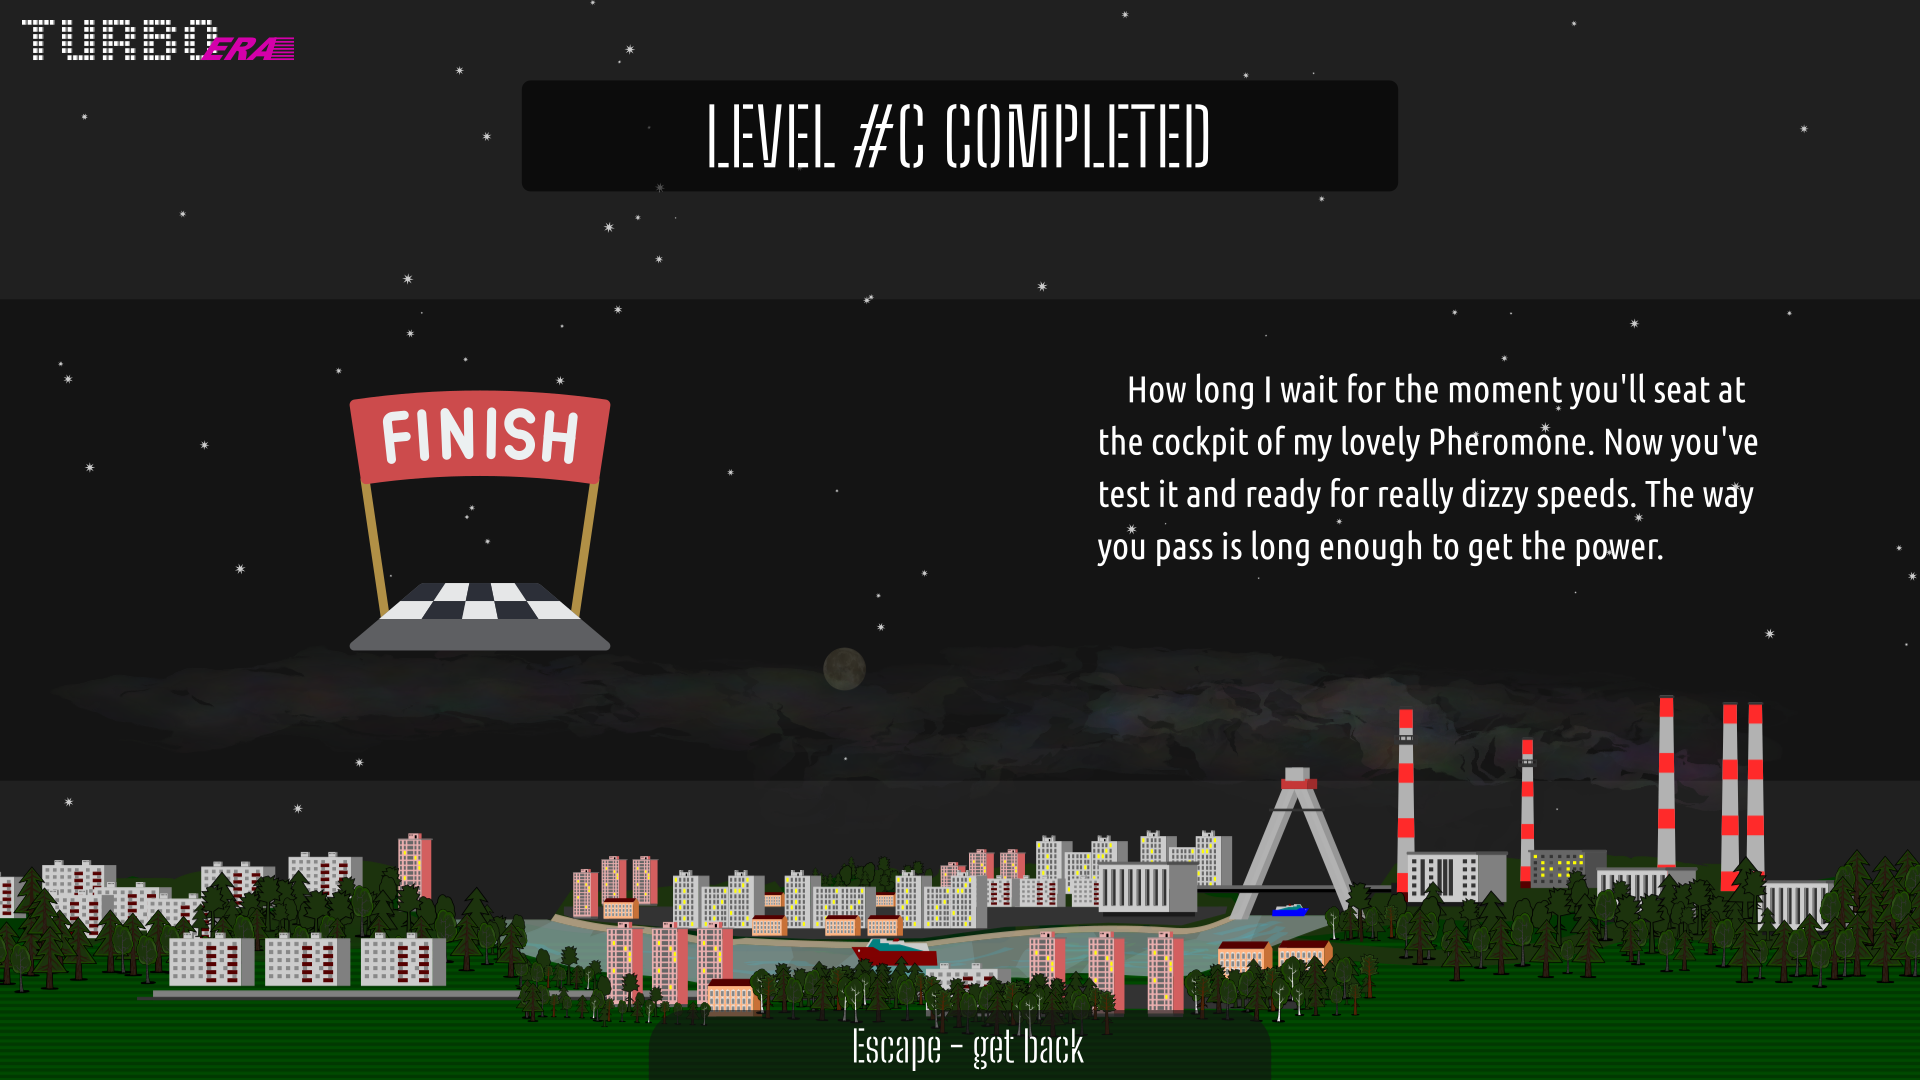 TURBO ERA
LEVEL #C COMPLETED
FINISH
How long I wait for the moment you'll seat at
the cockpit of my lovely Pheromone. Now you've
test it and ready for really dizzy speeds. The way
you pass is long enough to get the power.
Escape - get back